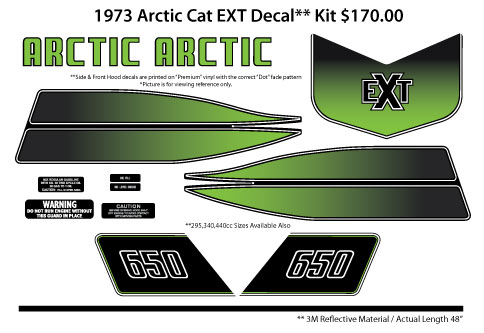 1973 Arctic Cat EXT Decal** Kit $170.00
ARCTIC ARCTIC
**Side & Front Hood decals are printed on "Premium" vinyl with the correct "Dot" fade pattern
*Picture is for viewing reference only.
EXT
WARNING
DO NOT RUN ENGINE WITHOUT
THIS GUARD IN PLACE
CAUTION
**295,340,440cc Sizes Available Also
650 650
** 3M Reflective Material / Actual Length 48"